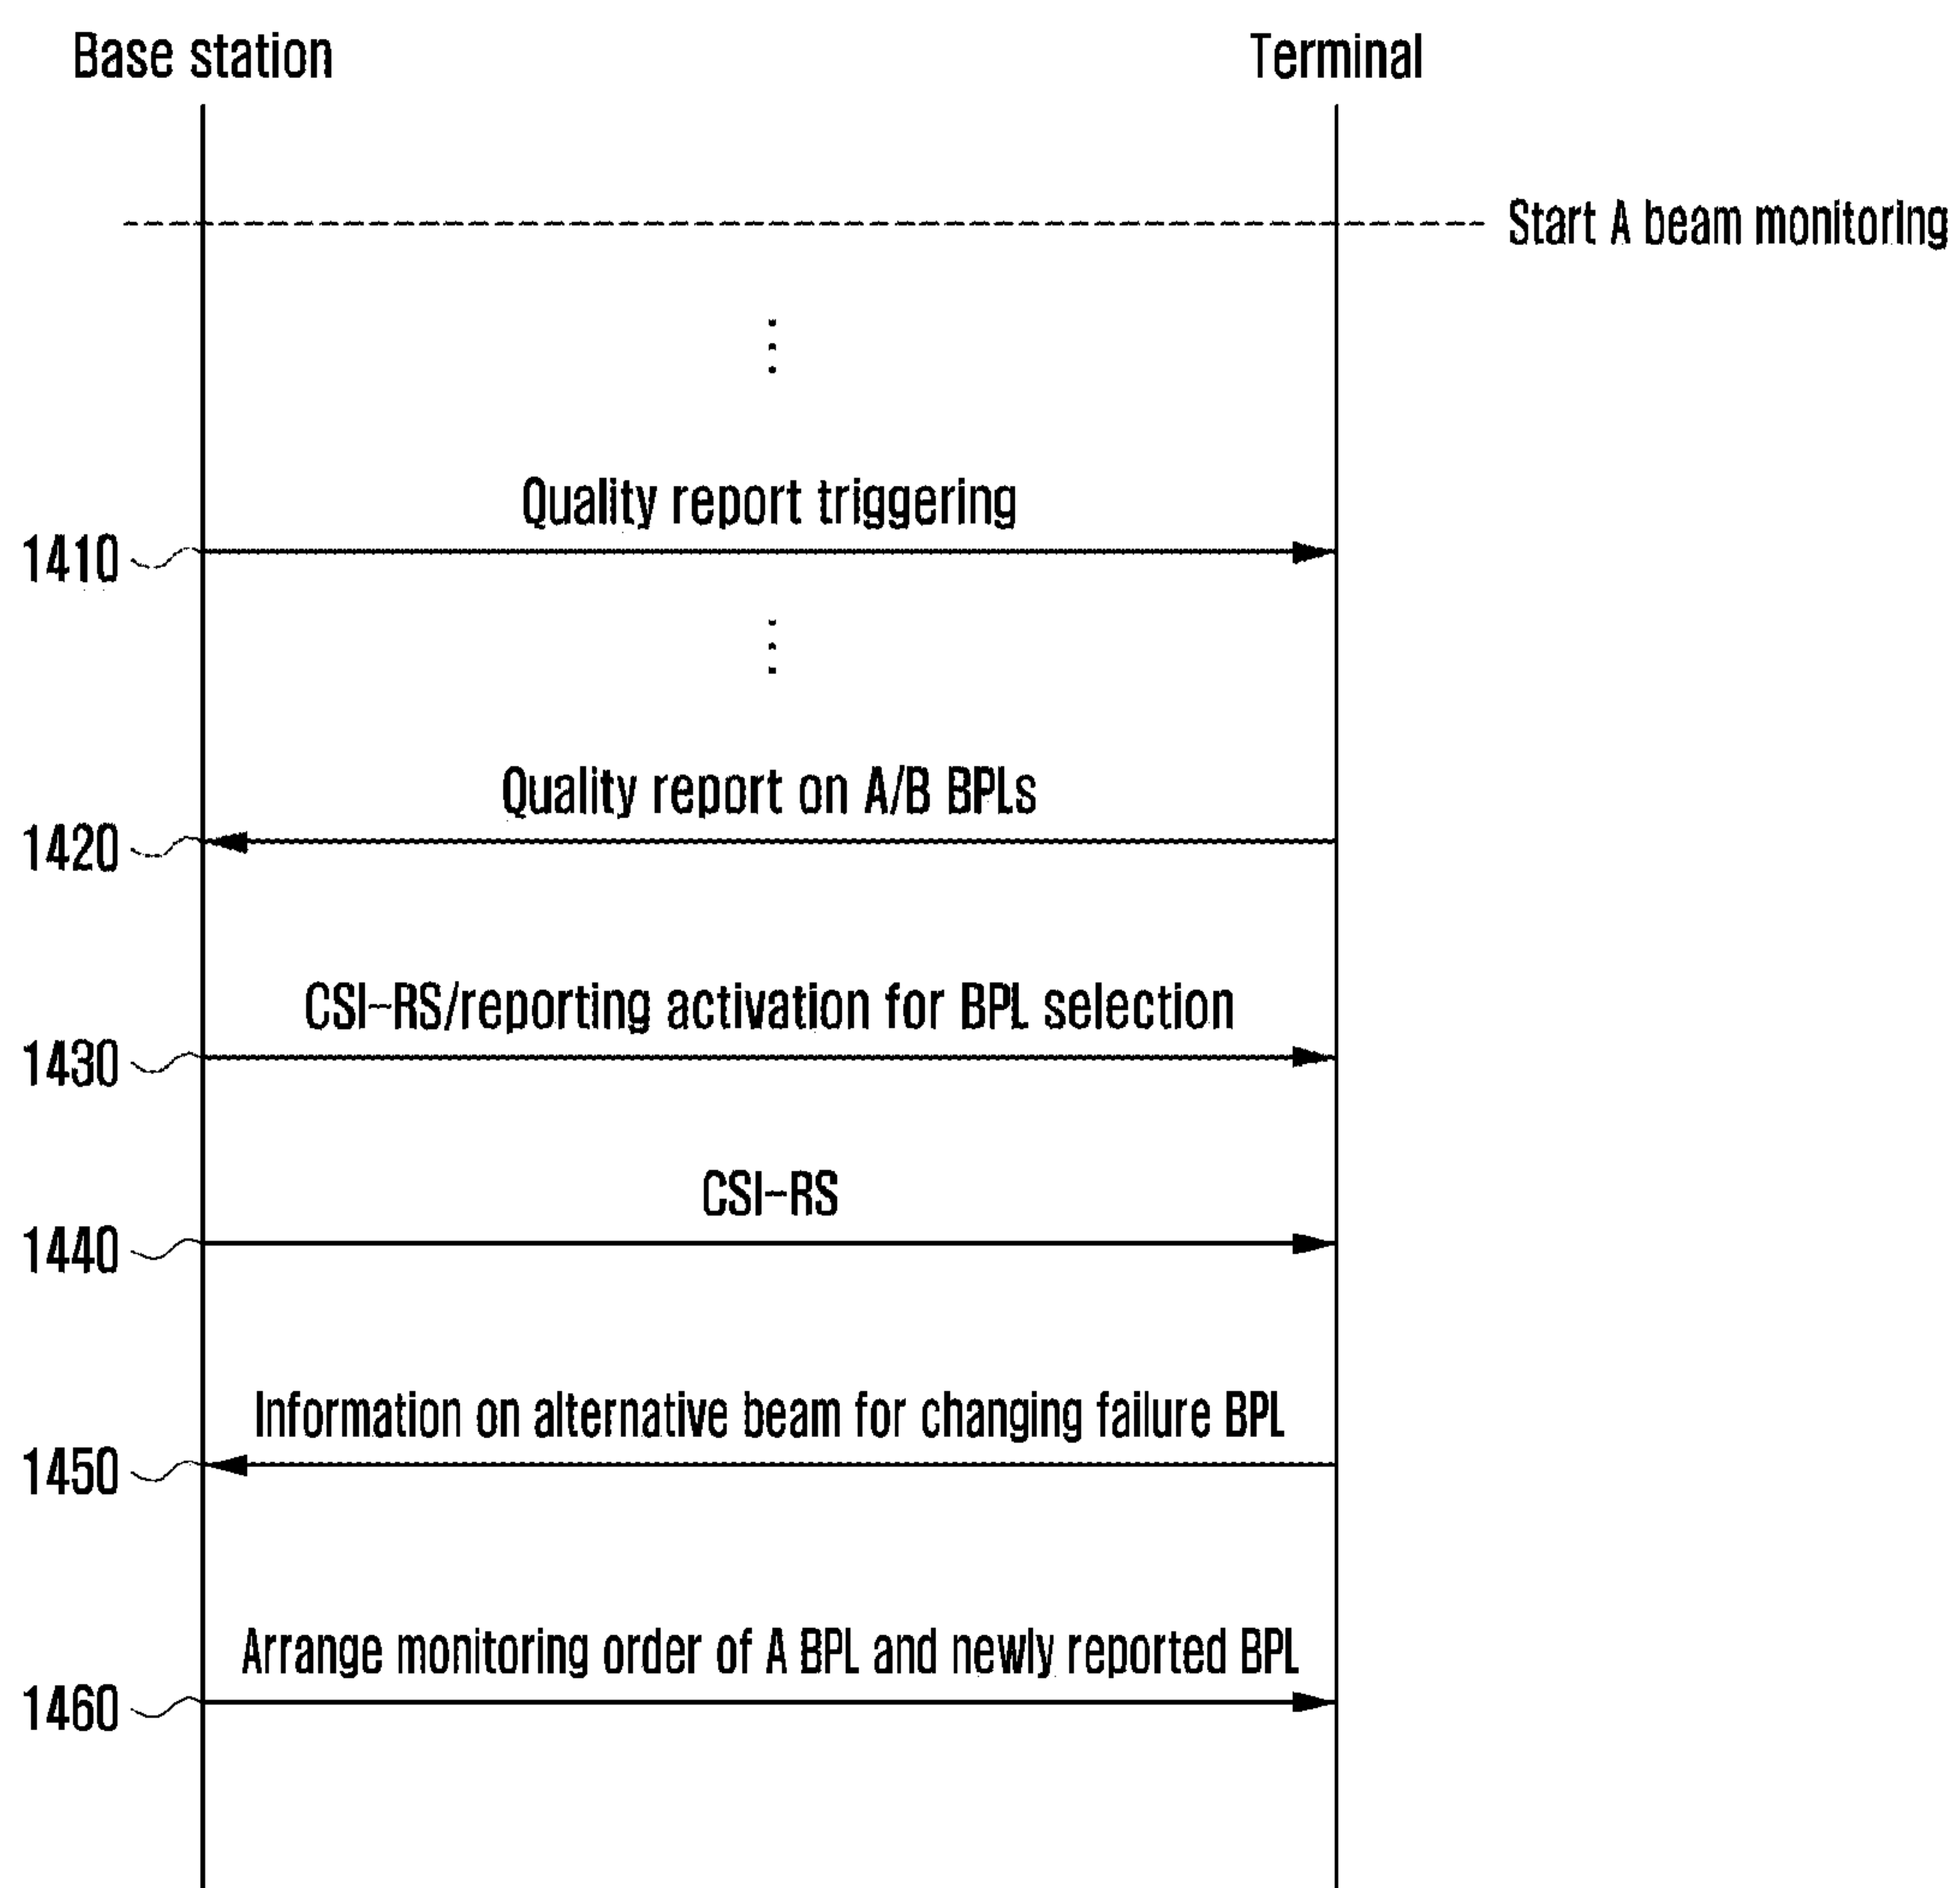 Base station
Terminal
Start A beam monitoring
Quality report triggering
1410
Quality report on A/B BPLs
1420
CSI-RS/reporting activation for BPL selection
1430
CSI-RS
1440
Information on alternative beam for changing failure BPL
1450
Arrange monitoring order of A BPL and newly reported BPL
1460